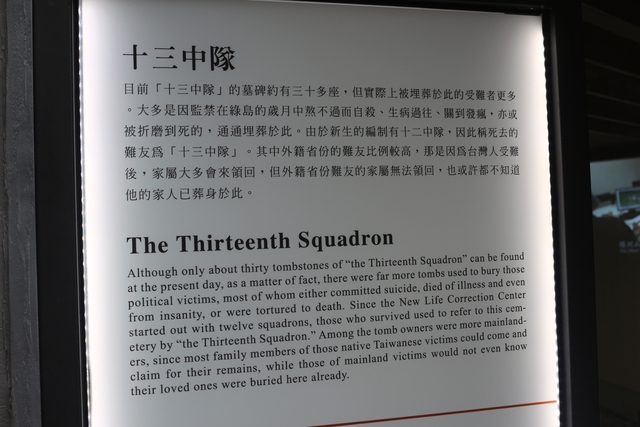 十三中隊
目前「十三中隊」的墓碑約有三十多座，但實際上被埋葬於此的受難者更多
。大多是因監禁在綠島的歲月中熬不過而自殺、生病過往、關到發瘋，亦或
被折磨到死的，通通埋葬於此。由於新生的編制有十二中隊，因此稱死去的
難友為「十三中隊」。其中外籍省份的難友比例較高，那是因為台灣人受難
後，家屬大多會來領回，但外籍省份難友的家屬無法領回，也或許都不知道
他的家人已葬身於此。
The Thirteenth Squadron
Although only about thirty tombstones of “the Thirteenth Squadron” can be found
at the present day, as a matter of fact, there were far more tombs used to bury those
political victims, most of whom either committed suicide, died of illness and even
from insanity, or were tortured to death. Since the New Life Correction Center
started out with twelve squadrons, those who survived used to refer to this cem-
etery by “the Thirteenth Squadron.” Among the tomb owners were more mainland-
ers, since most family members of those native Taiwanese victims could come and
claim for their remains, while those of mainland victims would not even know
their loved ones were buried here already.